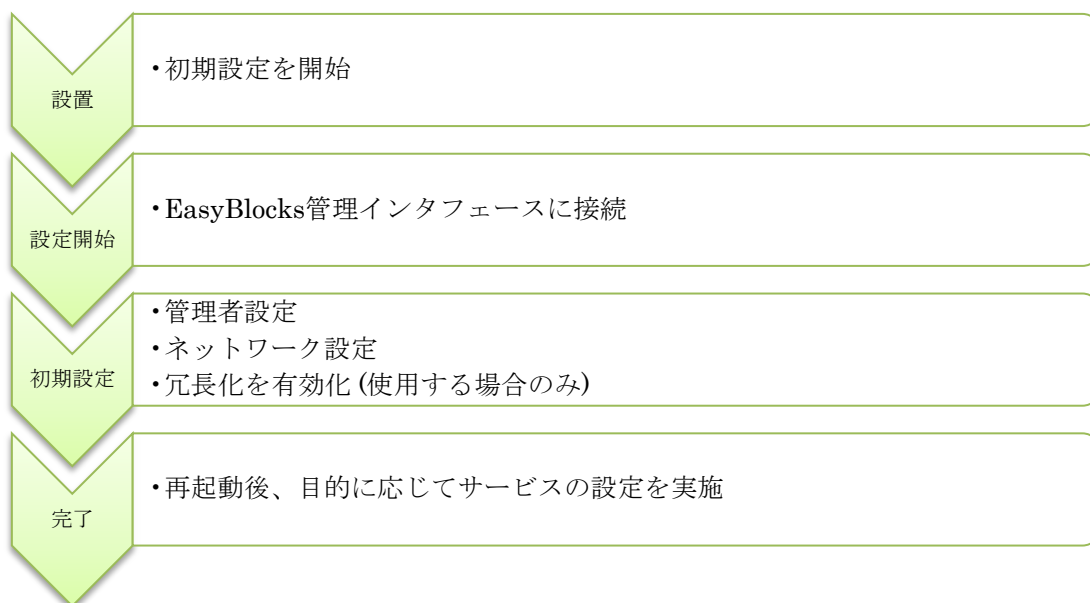 設置
・初期設定を開始
設定開始
・EasyBlocks管理インタフェースに接続
初期設定
・管理者設定
・ネットワーク設定
・冗長化を有効化 (使用する場合のみ)
完了
・再起動後、目的に応じてサービスの設定を実施